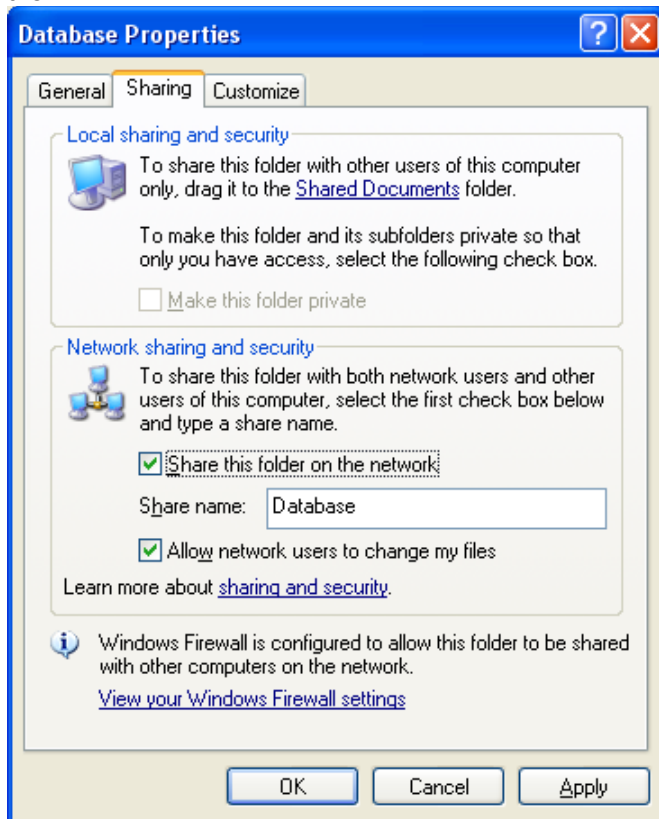 Database Properties
General Sharing Customize
Local sharing and security
To share this folder with other users of this computer
only, drag it to the Shared Documents folder.
To make this folder and its subfolders private so that
only you have access, select the following check box.
Make this folder private
Network sharing and security
To share this folder with both network users and other
users of this computer, select the first check box below
and type a share name.
Share this folder on the network
Share name: Database
Allow network users to change my files
Learn more about sharing and security.
Windows Firewall is configured to allow this folder to be shared
with other computers on the network.
View your Windows Firewall settings
OK Cancel Apply